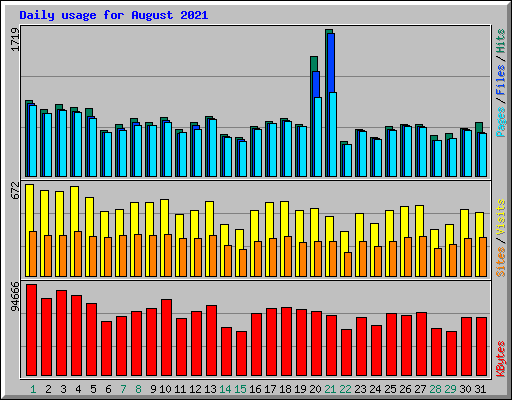 Daily usage for August 2021
1719
Pages / Files / Hits
672
Sites / Visits
94666
KBytes
1 2 3 4 5 6 7 8 9 10 11 12 13 14 15 16 17 18 19 20 21 22 23 24 25 26 27 28 29 30 31